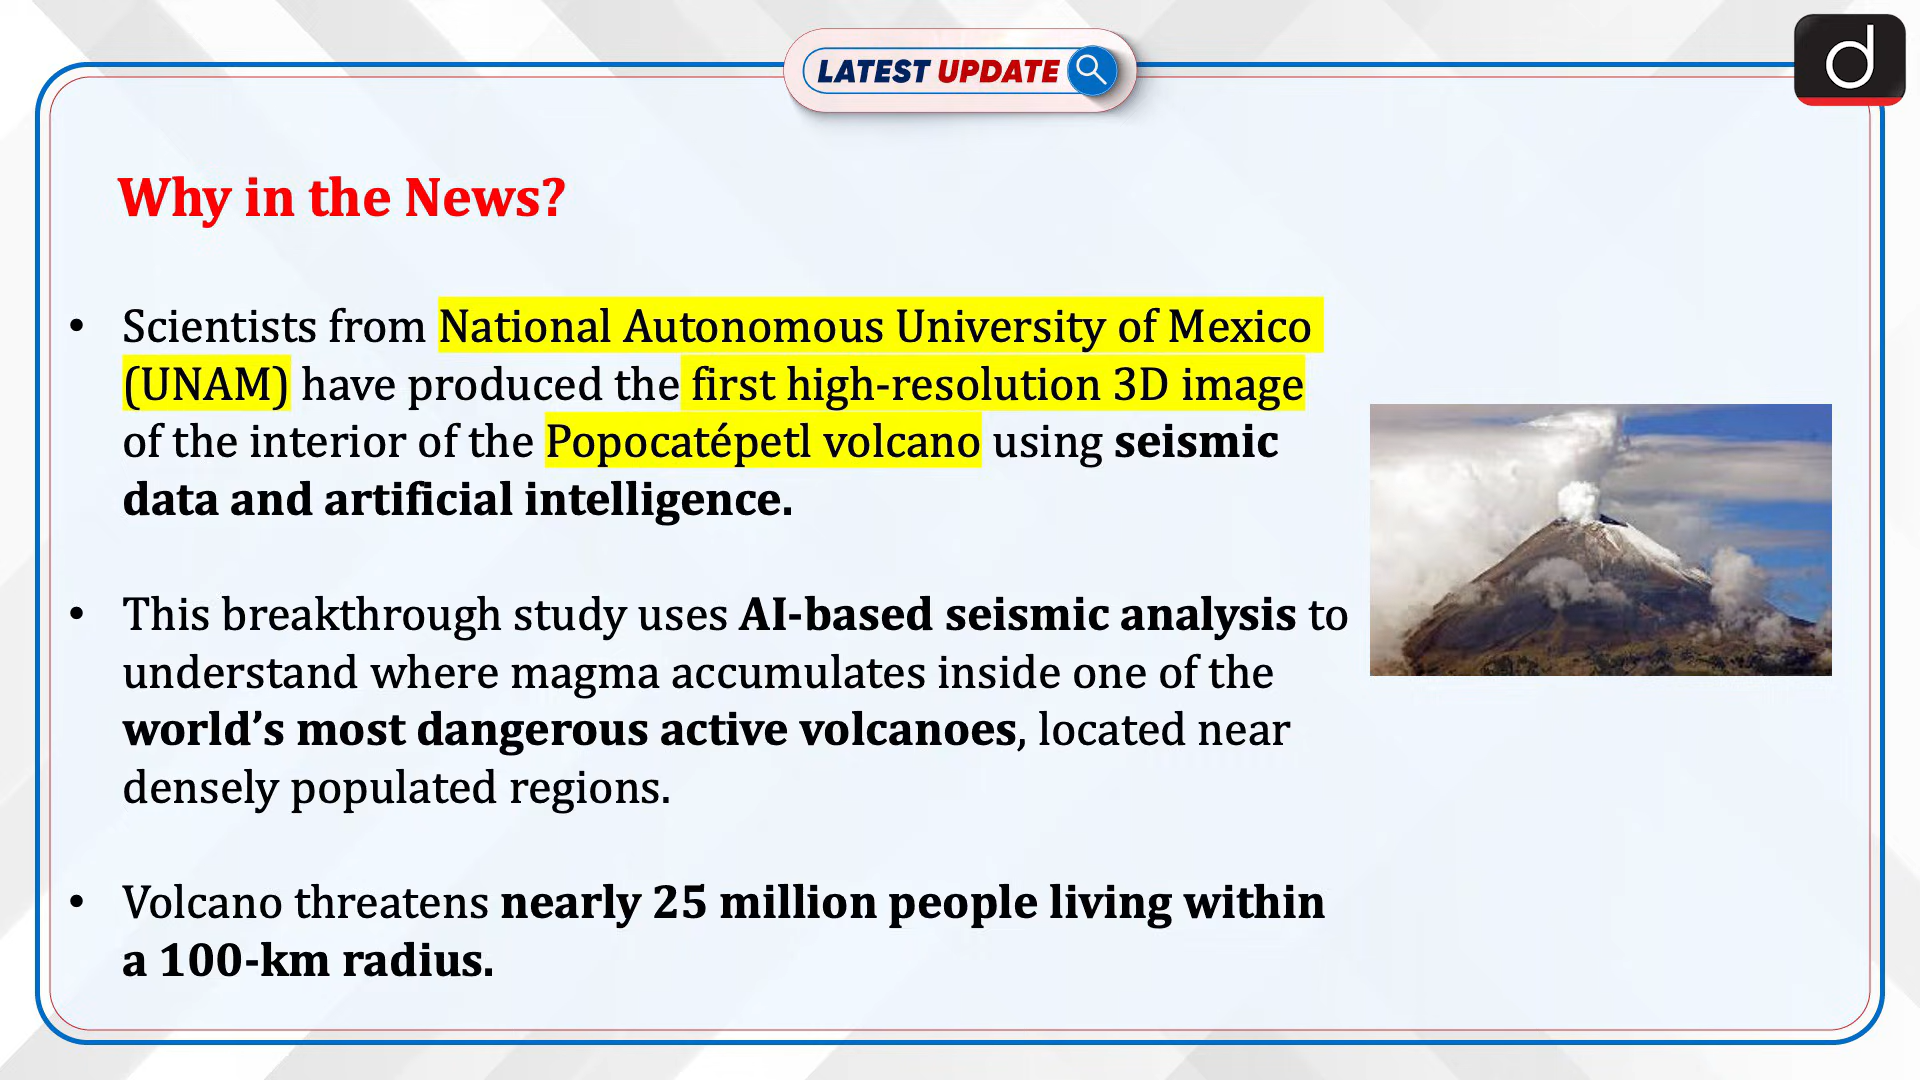 LATEST UPDATE
d
Why in the News?
• Scientists from National Autonomous University of Mexico
(UNAM) have produced the first high-resolution 3D image
of the interior of the Popocatépetl volcano using seismic
data and artificial intelligence.
• This breakthrough study uses AI-based seismic analysis to
understand where magma accumulates inside one of the
world’s most dangerous active volcanoes, located near
densely populated regions.
• Volcano threatens nearly 25 million people living within
a 100-km radius.